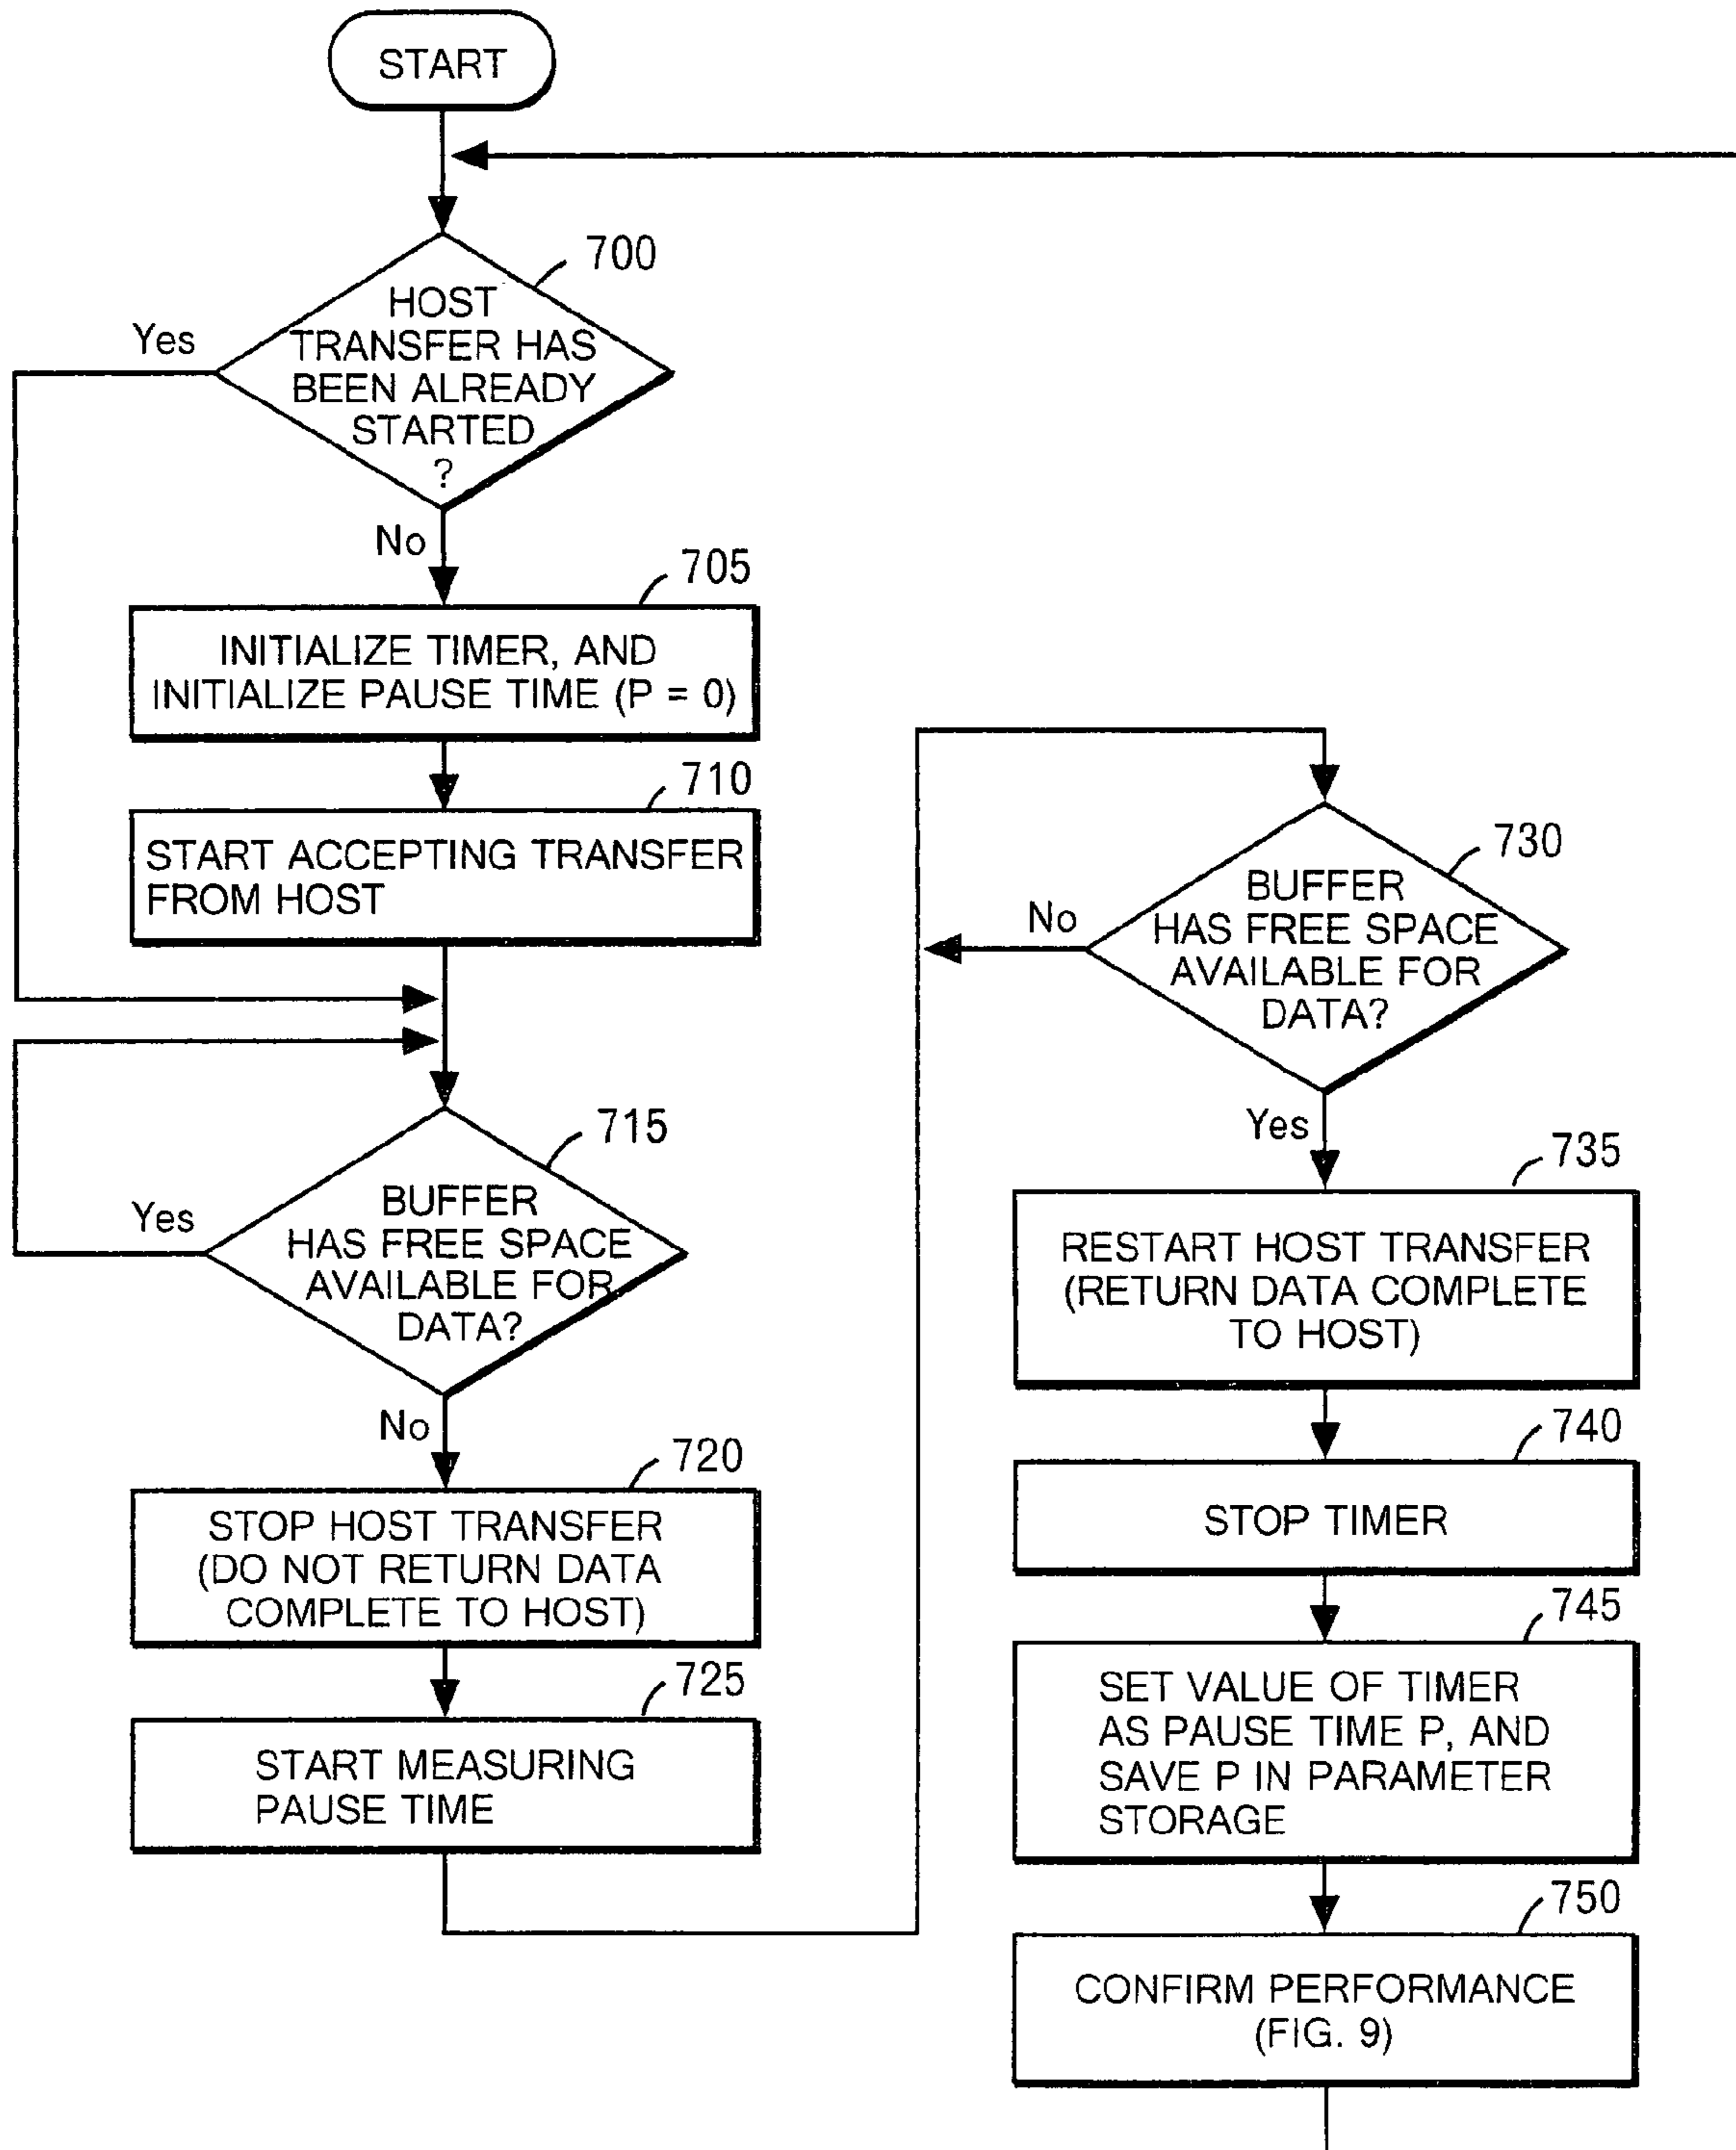 START
700
HOST
TRANSFER HAS
BEEN ALREADY
STARTED
?
Yes
No
705
INITIALIZE TIMER, AND
INITIALIZE PAUSE TIME (P = 0)
710
START ACCEPTING TRANSFER
FROM HOST
715
BUFFER
HAS FREE SPACE
AVAILABLE FOR
DATA?
Yes
No
720
STOP HOST TRANSFER
(DO NOT RETURN DATA
COMPLETE TO HOST)
725
START MEASURING
PAUSE TIME
730
BUFFER
HAS FREE SPACE
AVAILABLE FOR
DATA?
No
Yes
735
RESTART HOST TRANSFER
(RETURN DATA COMPLETE
TO HOST)
740
STOP TIMER
745
SET VALUE OF TIMER
AS PAUSE TIME P, AND
SAVE P IN PARAMETER
STORAGE
750
CONFIRM PERFORMANCE
(FIG. 9)